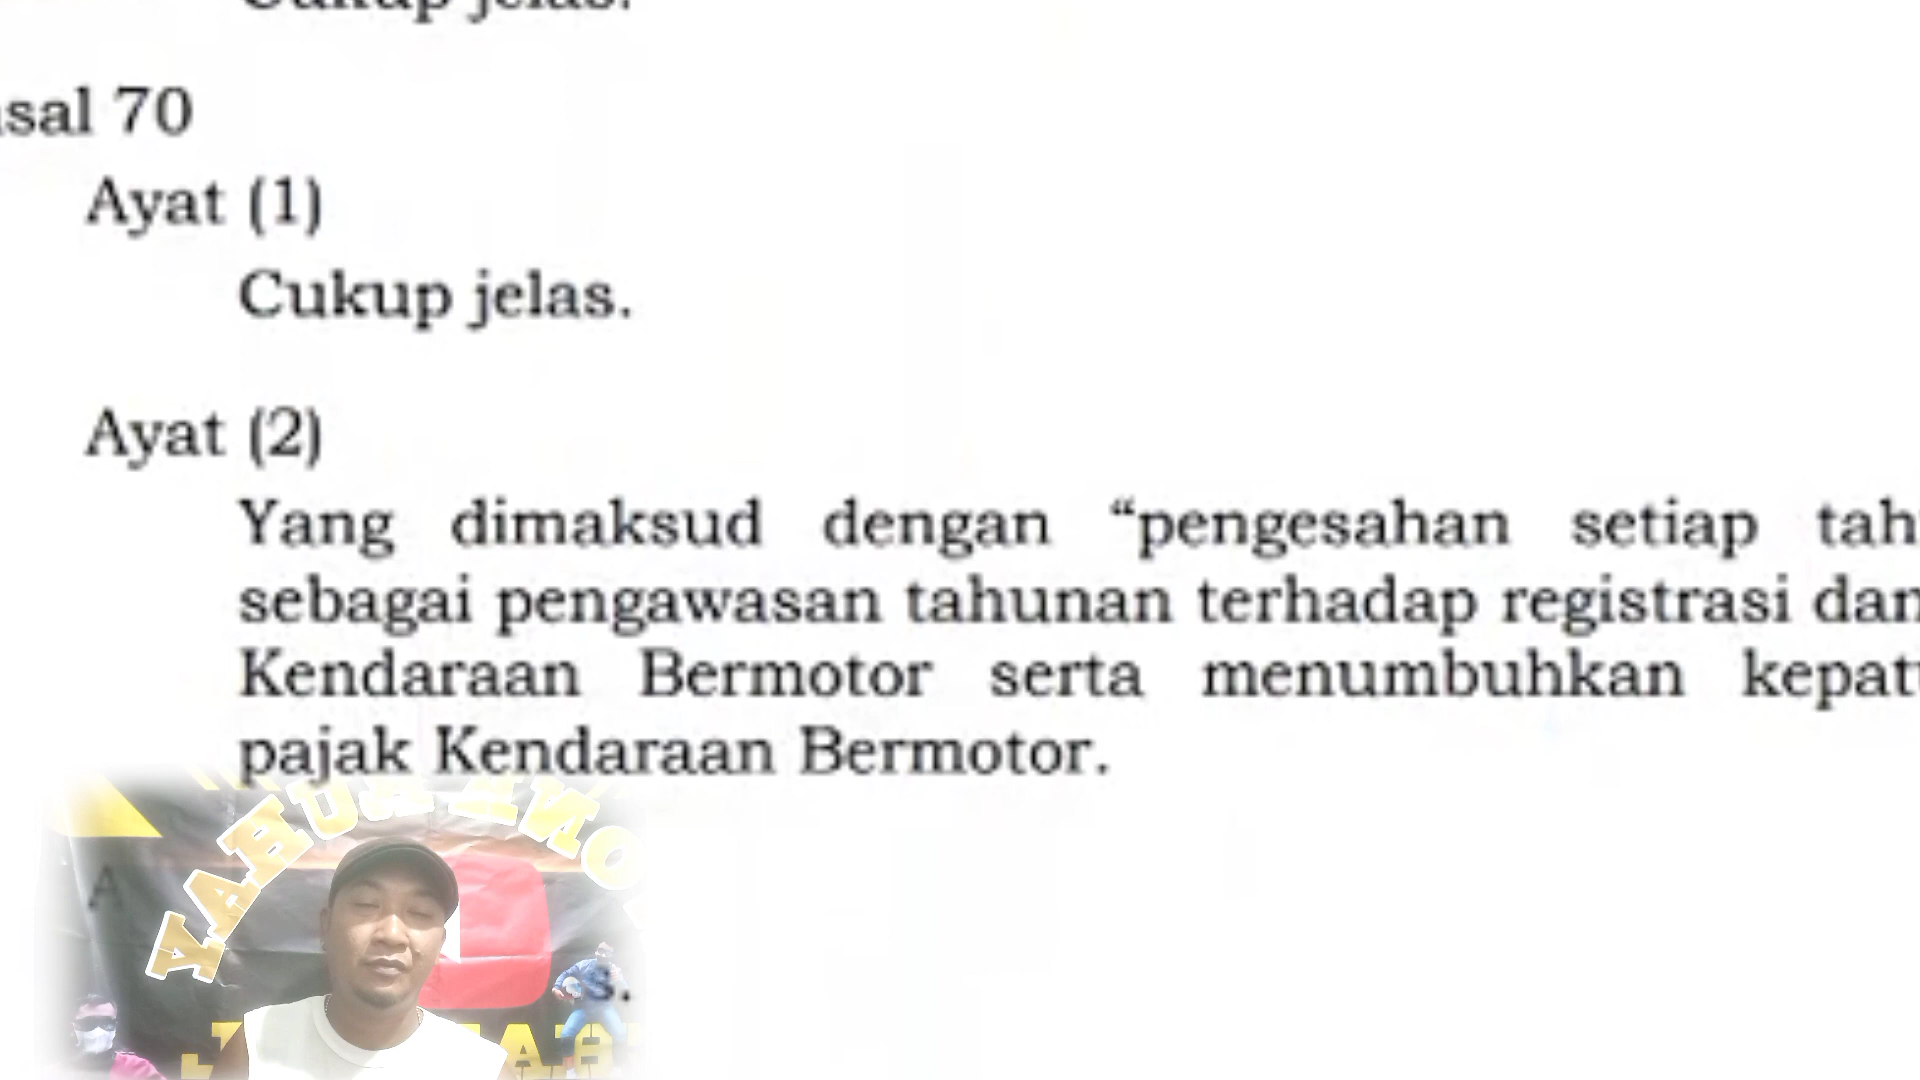 Cukup jelas.
asal 70
Ayat (1)
Cukup jelas.
Ayat (2)
Yang dimaksud dengan “pengesahan setiap tah
sebagai pengawasan tahunan terhadap registrasi dan
Kendaraan Bermotor serta menumbuhkan kepat
pajak Kendaraan Bermotor.
A
s.